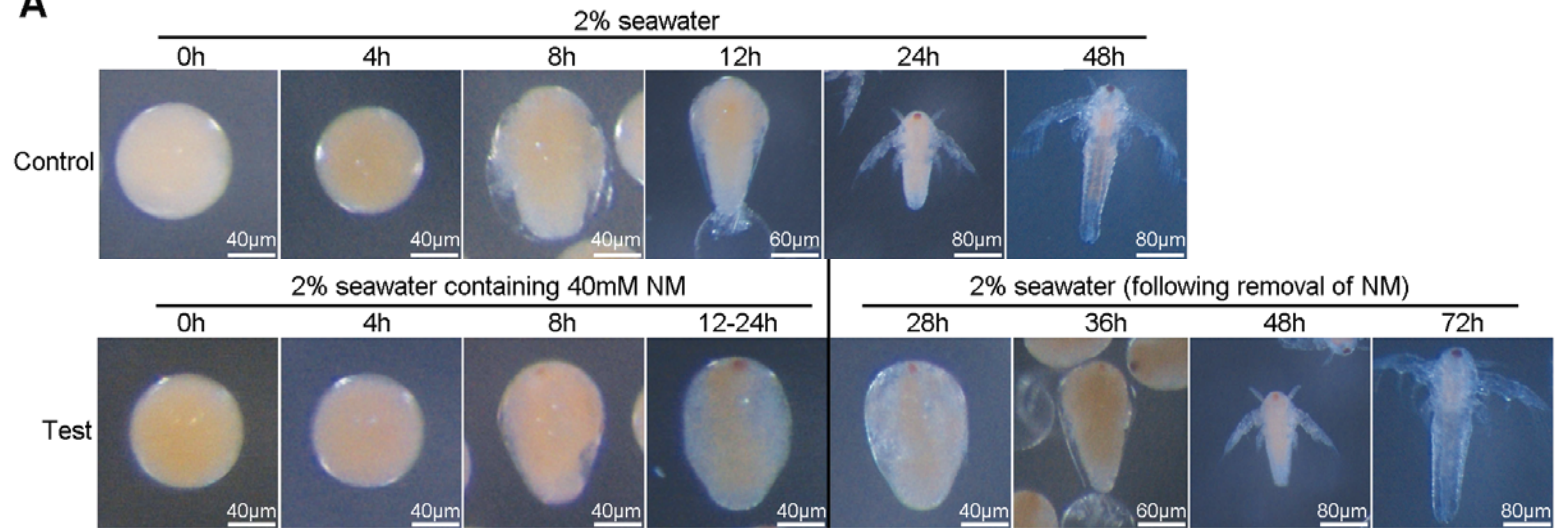 A
2% seawater
0h 4h 8h 12h 24h 48h
Control
40μm 40μm 40μm 60μm 80μm 80μm
2% seawater containing 40mM NM 2% seawater (following removal of NM)
0h 4h 8h 12-24h 28h 36h 48h 72h
Test
40μm 40μm 40μm 40μm 40μm 60μm 80μm 80μm